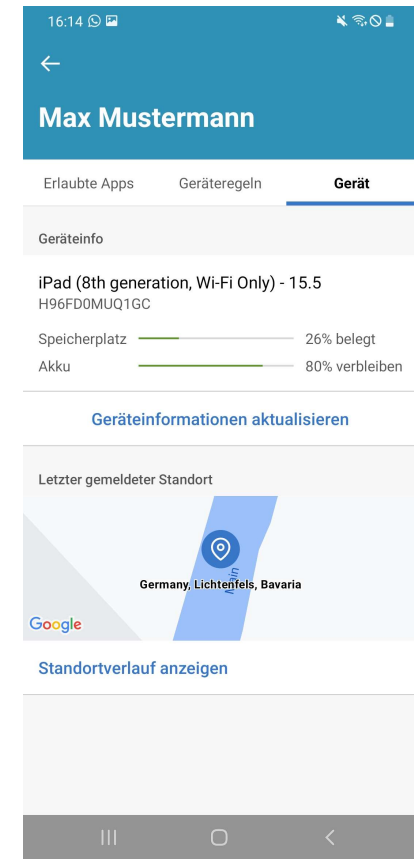 16:14
Max Mustermann
Erlaubte Apps Geräteregeln Gerät
Geräteinfo
iPad (8th generation, Wi-Fi Only) - 15.5
H96FD0MUQ1GC
Speicherplatz 26% belegt
Akku 80% verbleiben
Geräteinformationen aktualisieren
Letzter gemeldeter Standort
Main
Germany, Lichtenfels, Bavaria
Google
Standortverlauf anzeigen